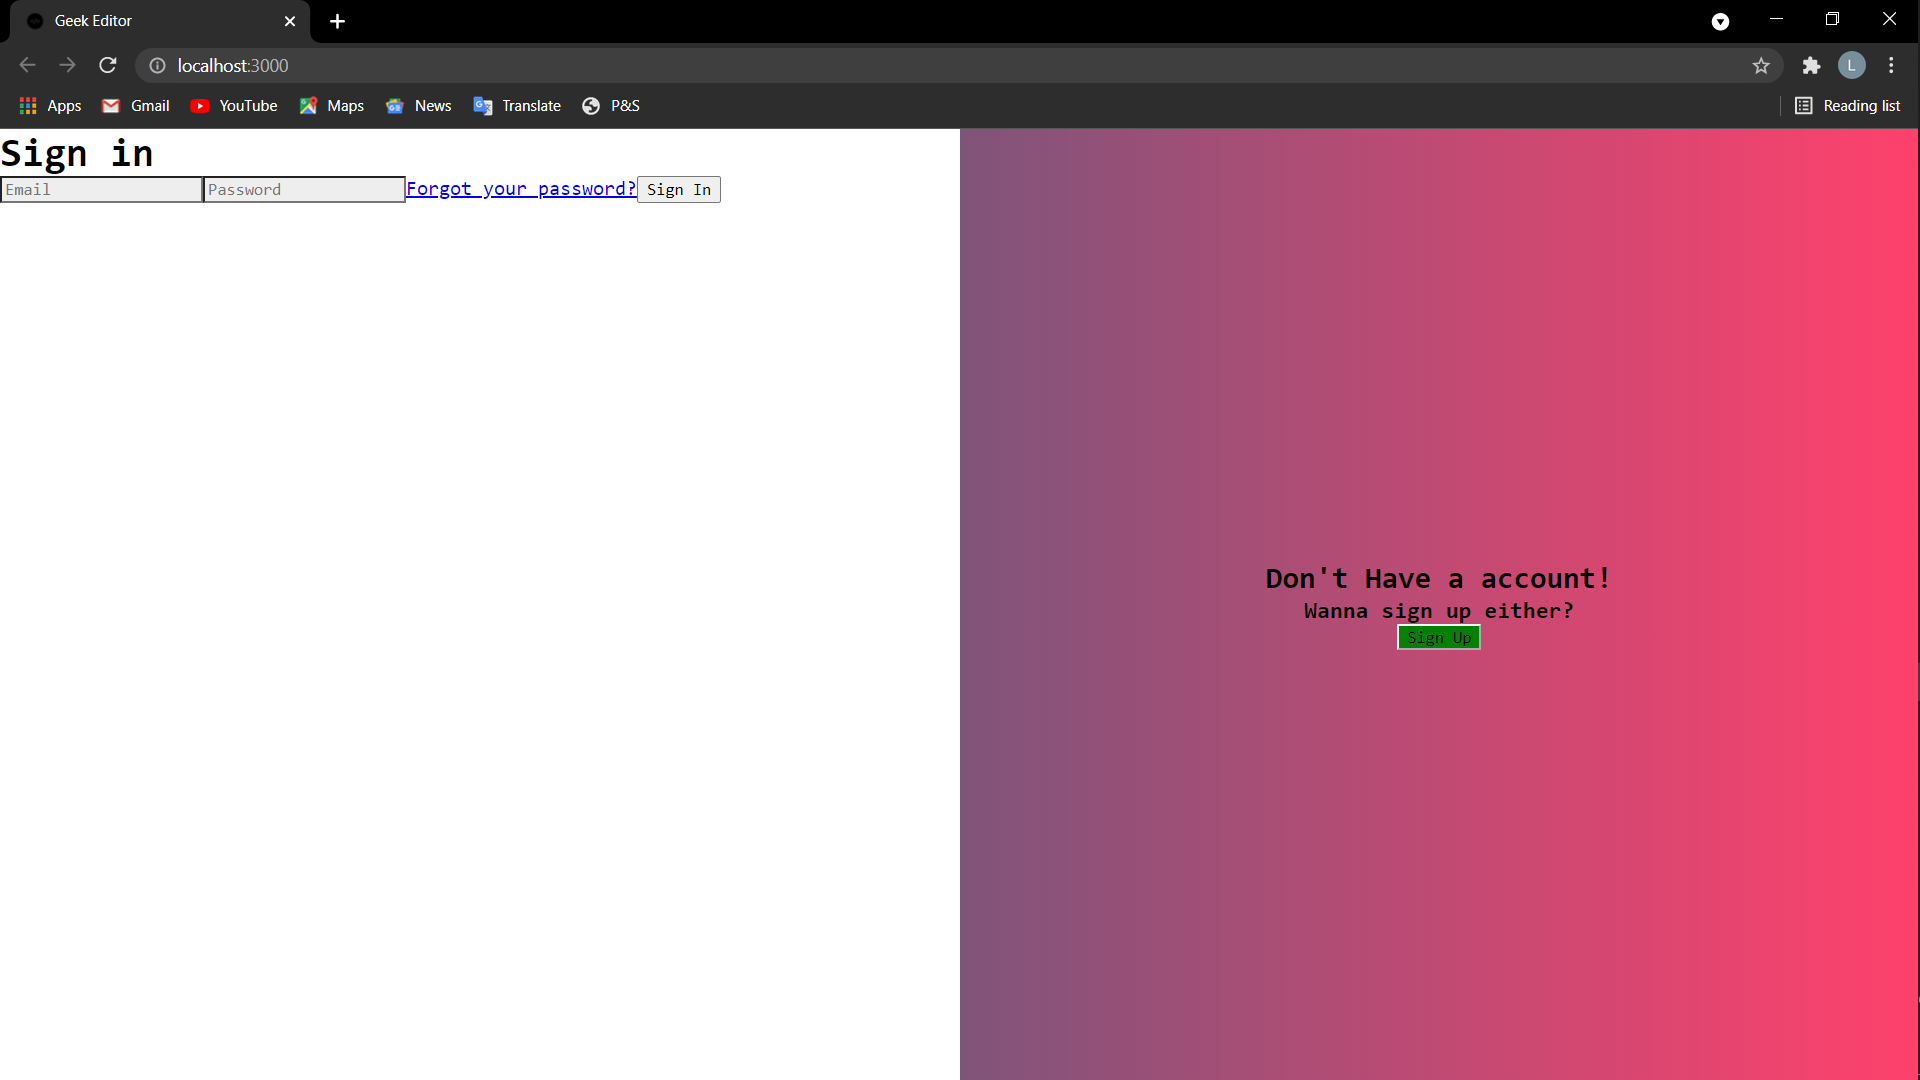 Geek Editor
localhost:3000
L
Apps Gmail YouTube Maps News Translate P&S Reading list
Sign in
Email Password Forgot your password? Sign In
Don't Have a account!
Wanna sign up either?
Sign Up